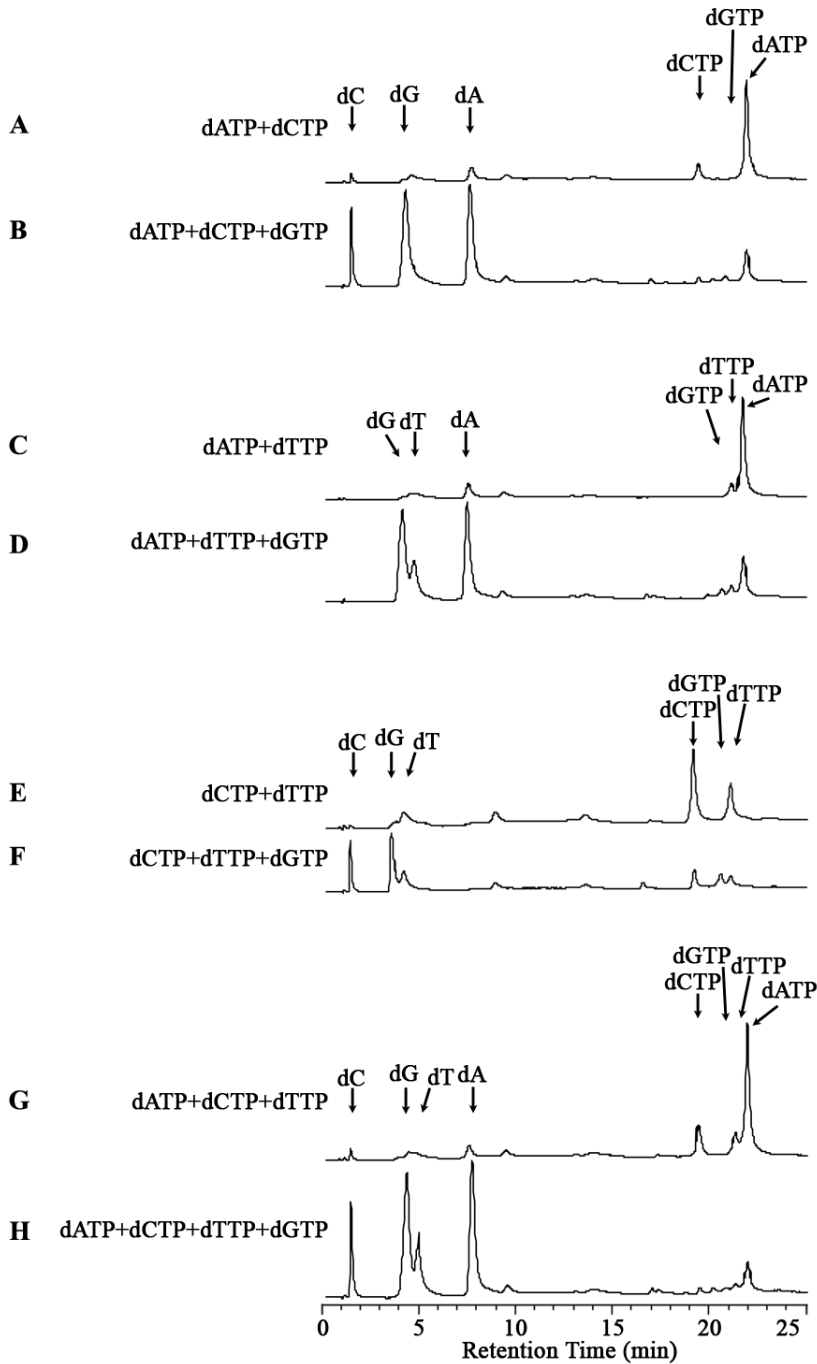 dGTP
dATP
dCTP
dC dG dA
A dATP+dCTP
B dATP+dCTP+dGTP
dTTP
dGTP dATP
dG dT dA
C dATP+dTTP
D dATP+dTTP+dGTP
dGTP dTTP
dCTP
dC dG dT
E dCTP+dTTP
F dCTP+dTTP+dGTP
dGTP dTTP
dCTP dATP
dC dG dT dA
G dATP+dCTP+dTTP
H dATP+dCTP+dTTP+dGTP
0 5 10 15 20 25
Retention Time (min)